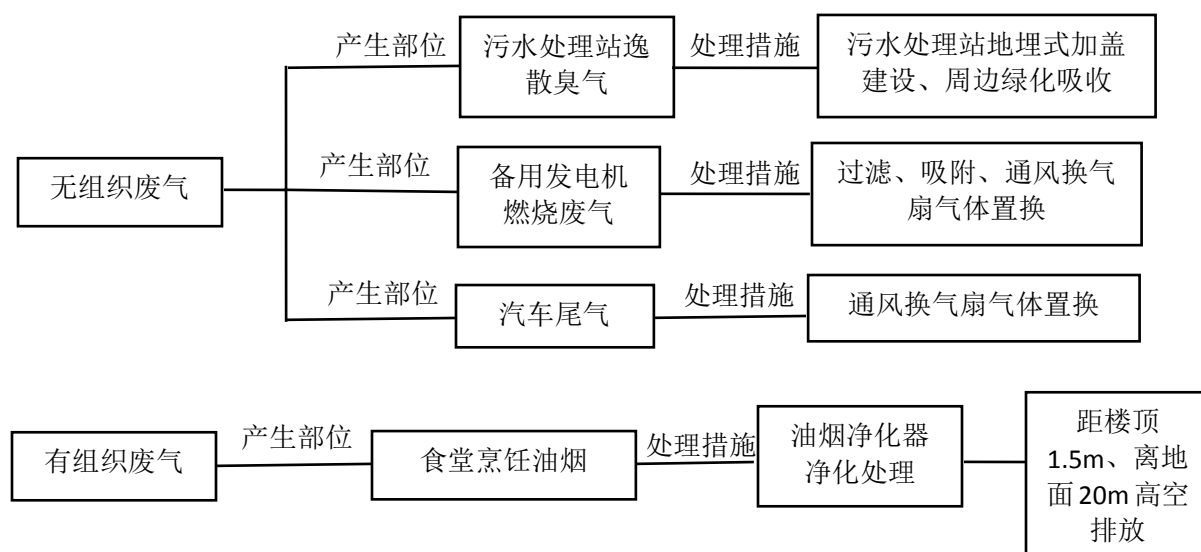 产生部位
污水处理站逸
散臭气
处理措施
污水处理站地埋式加盖
建设、周边绿化吸收
无组织废气
产生部位
备用发电机
燃烧废气
处理措施
过滤、吸附、通风换气
扇气体置换
产生部位
汽车尾气
处理措施
通风换气扇气体置换
有组织废气
产生部位
食堂烹饪油烟
处理措施
油烟净化器
净化处理
距楼顶
1.5m、离地
面 20m 高空
排放